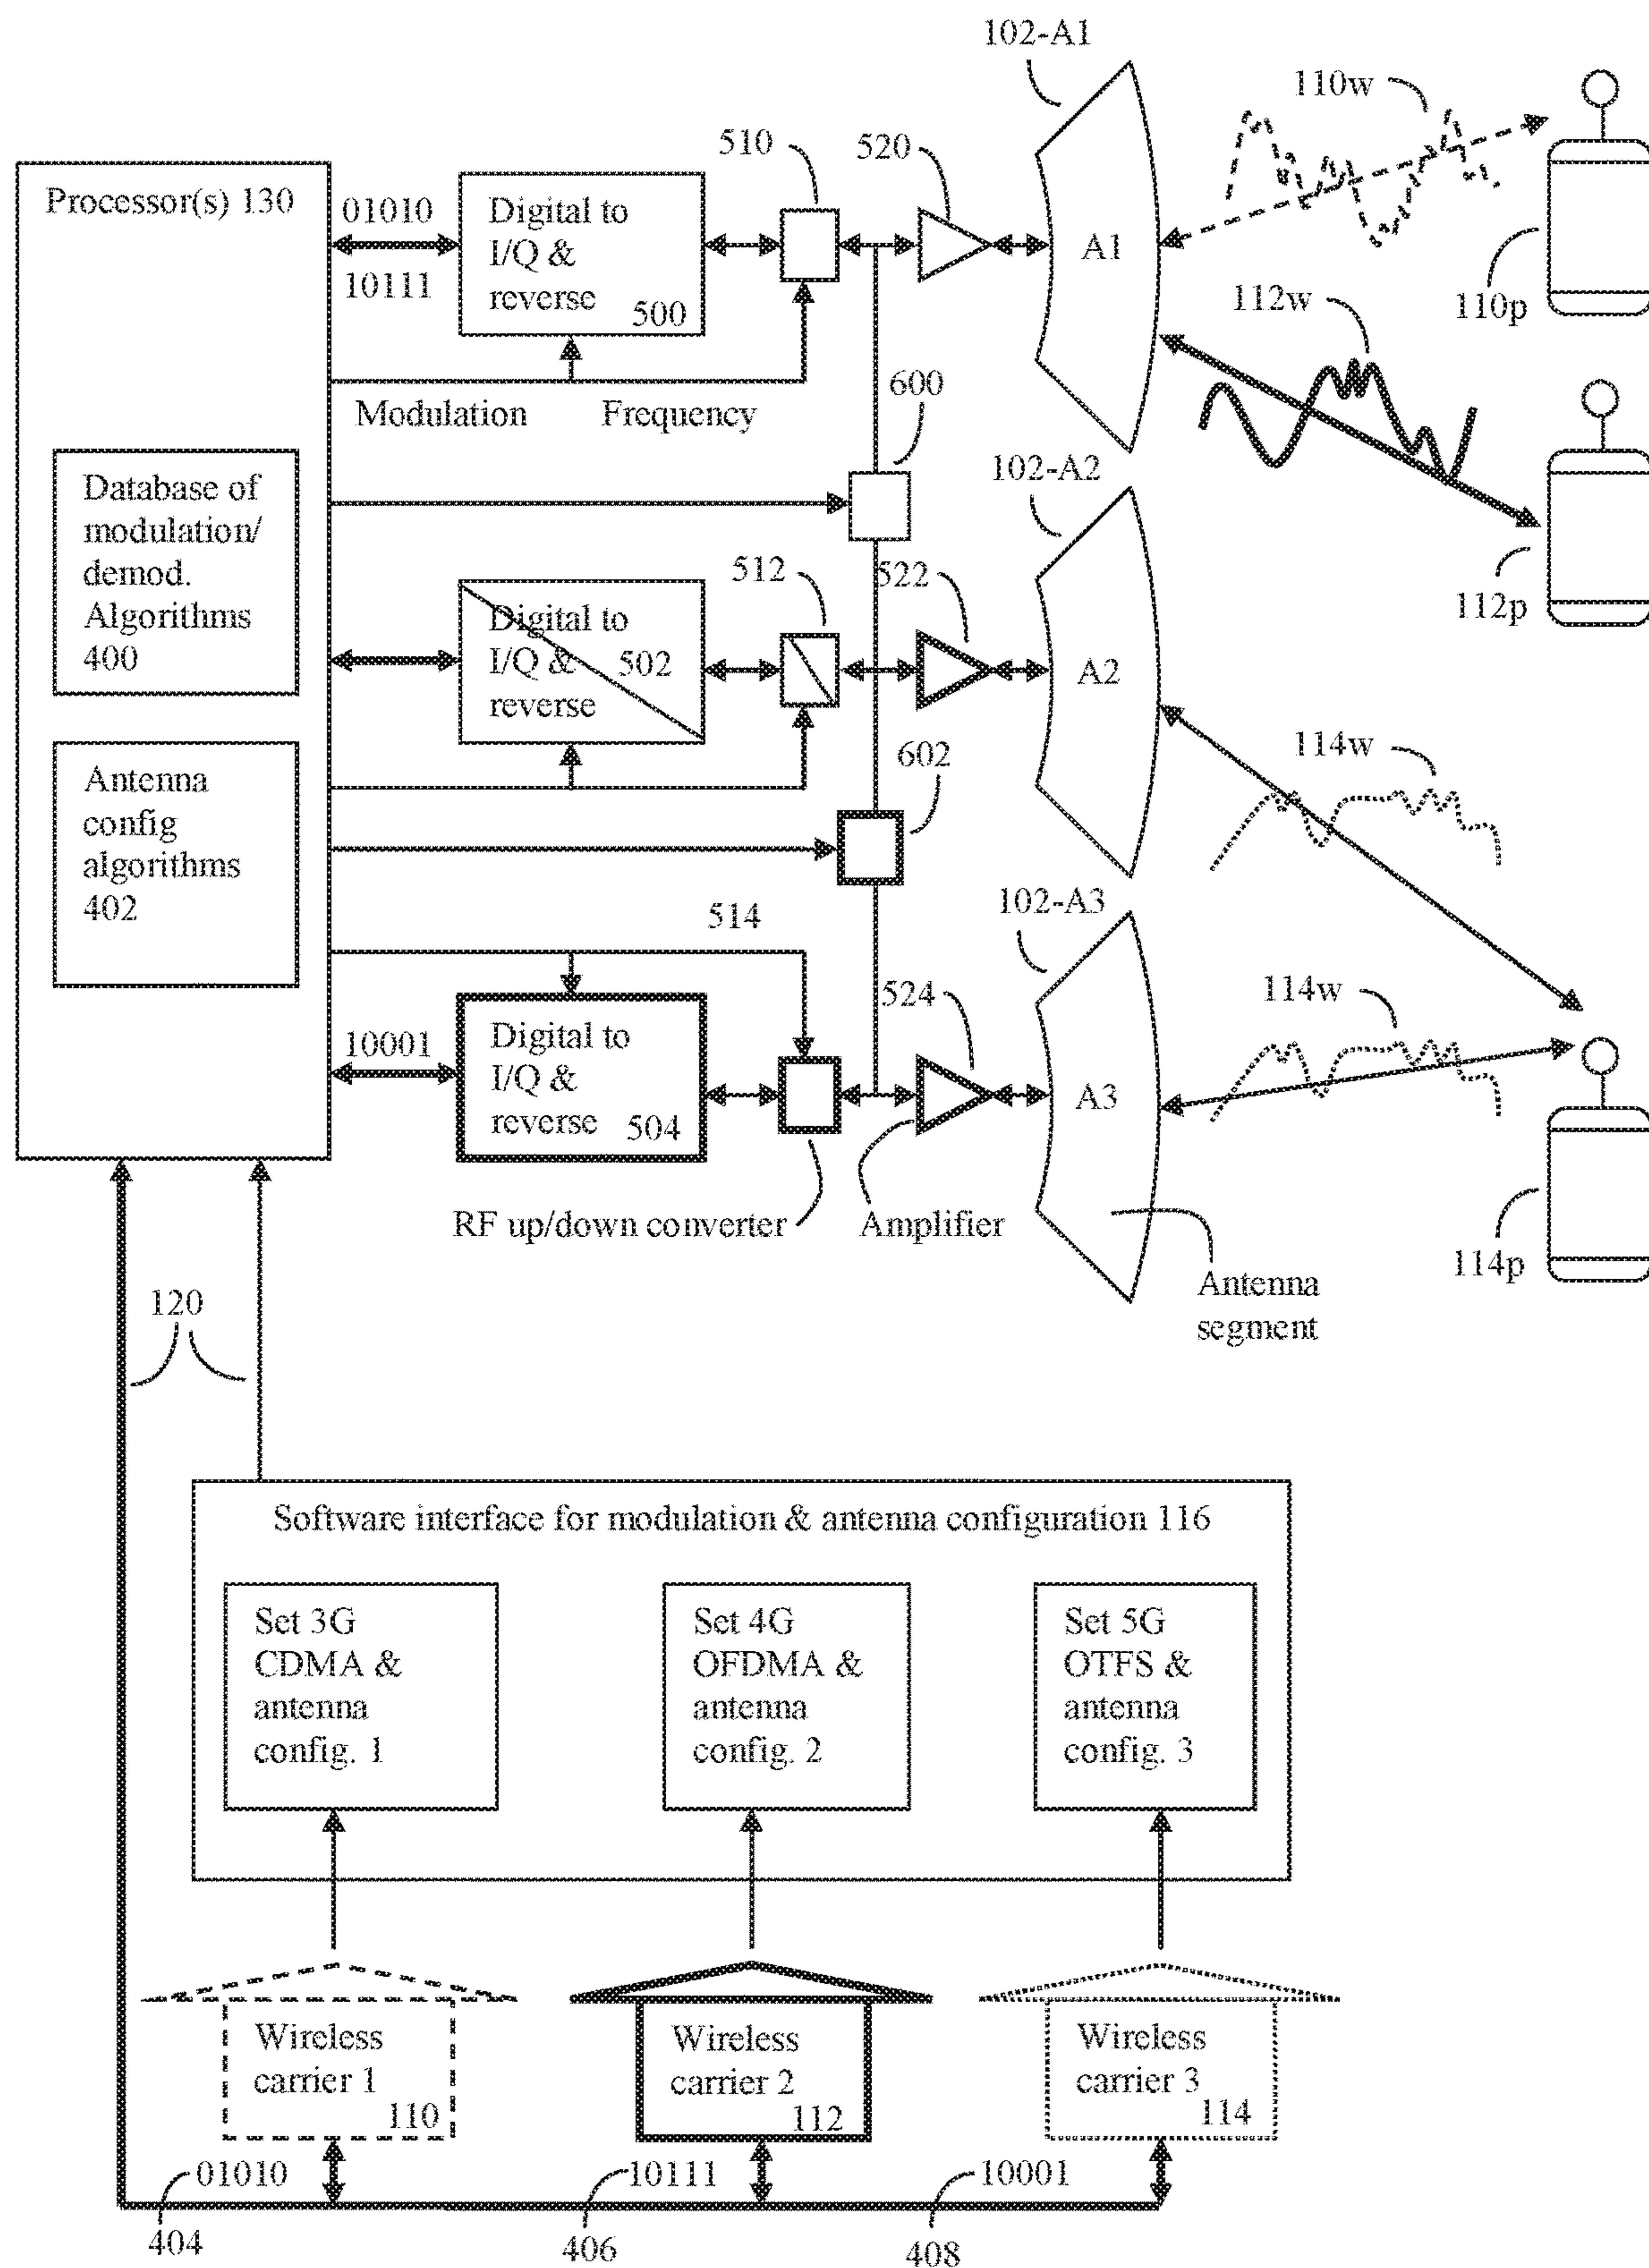 102-A1
110w
510
520
Processor(s) 130
01010
10111
Digital to
I/Q &
reverse
500
A1
110p
112w
Modulation
Frequency
600
102-A2
Database of
modulation/
demod.
Algorithms
400
512
522
112p
Digital to
I/Q &
reverse
502
A2
602
114w
Antenna
config
algorithms
402
514
102-A3
524
114w
10001
Digital to
I/Q &
reverse
504
A3
RF up/down converter
Amplifier
114p
Antenna
segment
120
Software interface for modulation & antenna configuration 116
Set 3G
CDMA &
antenna
config. 1
Set 4G
OFDMA &
antenna
config. 2
Set 5G
OTFS &
antenna
config. 3
Wireless
carrier 1
110
Wireless
carrier 2
112
Wireless
carrier 3
114
01010
10111
10001
404
406
408